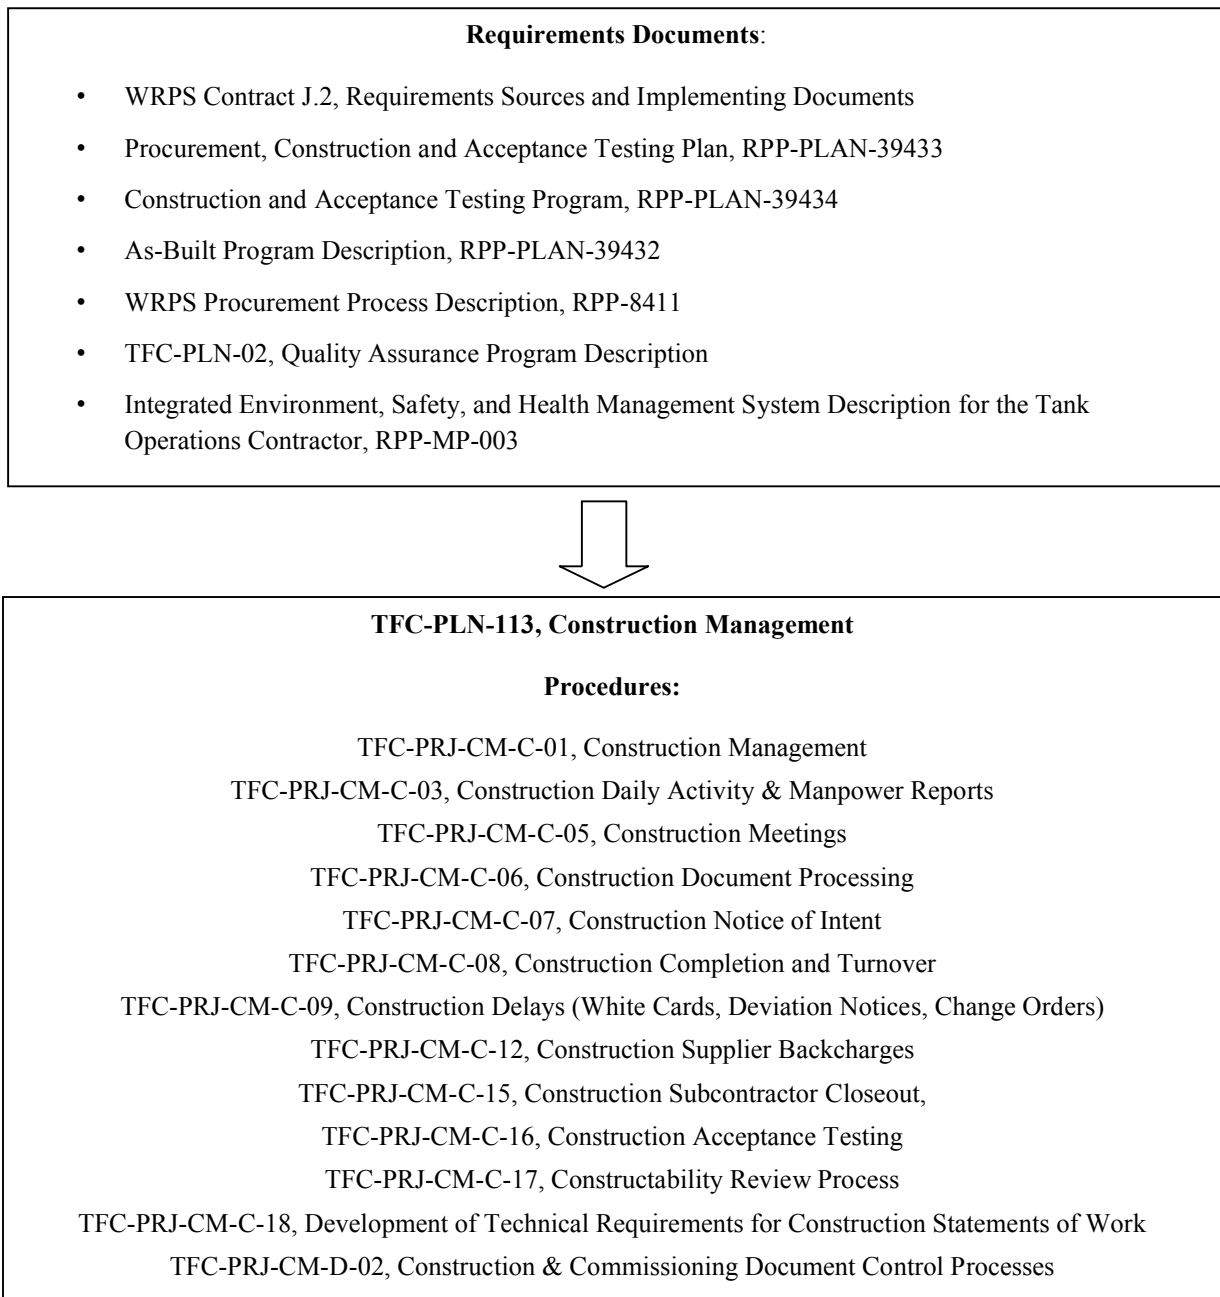 Requirements Documents:
• WRPS Contract J.2, Requirements Sources and Implementing Documents
• Procurement, Construction and Acceptance Testing Plan, RPP-PLAN-39433
• Construction and Acceptance Testing Program, RPP-PLAN-39434
• As-Built Program Description, RPP-PLAN-39432
• WRPS Procurement Process Description, RPP-8411
• TFC-PLN-02, Quality Assurance Program Description
• Integrated Environment, Safety, and Health Management System Description for the Tank
Operations Contractor, RPP-MP-003
TFC-PLN-113, Construction Management
Procedures:
TFC-PRJ-CM-C-01, Construction Management
TFC-PRJ-CM-C-03, Construction Daily Activity & Manpower Reports
TFC-PRJ-CM-C-05, Construction Meetings
TFC-PRJ-CM-C-06, Construction Document Processing
TFC-PRJ-CM-C-07, Construction Notice of Intent
TFC-PRJ-CM-C-08, Construction Completion and Turnover
TFC-PRJ-CM-C-09, Construction Delays (White Cards, Deviation Notices, Change Orders)
TFC-PRJ-CM-C-12, Construction Supplier Backcharges
TFC-PRJ-CM-C-15, Construction Subcontractor Closeout,
TFC-PRJ-CM-C-16, Construction Acceptance Testing
TFC-PRJ-CM-C-17, Constructability Review Process
TFC-PRJ-CM-C-18, Development of Technical Requirements for Construction Statements of Work
TFC-PRJ-CM-D-02, Construction & Commissioning Document Control Processes